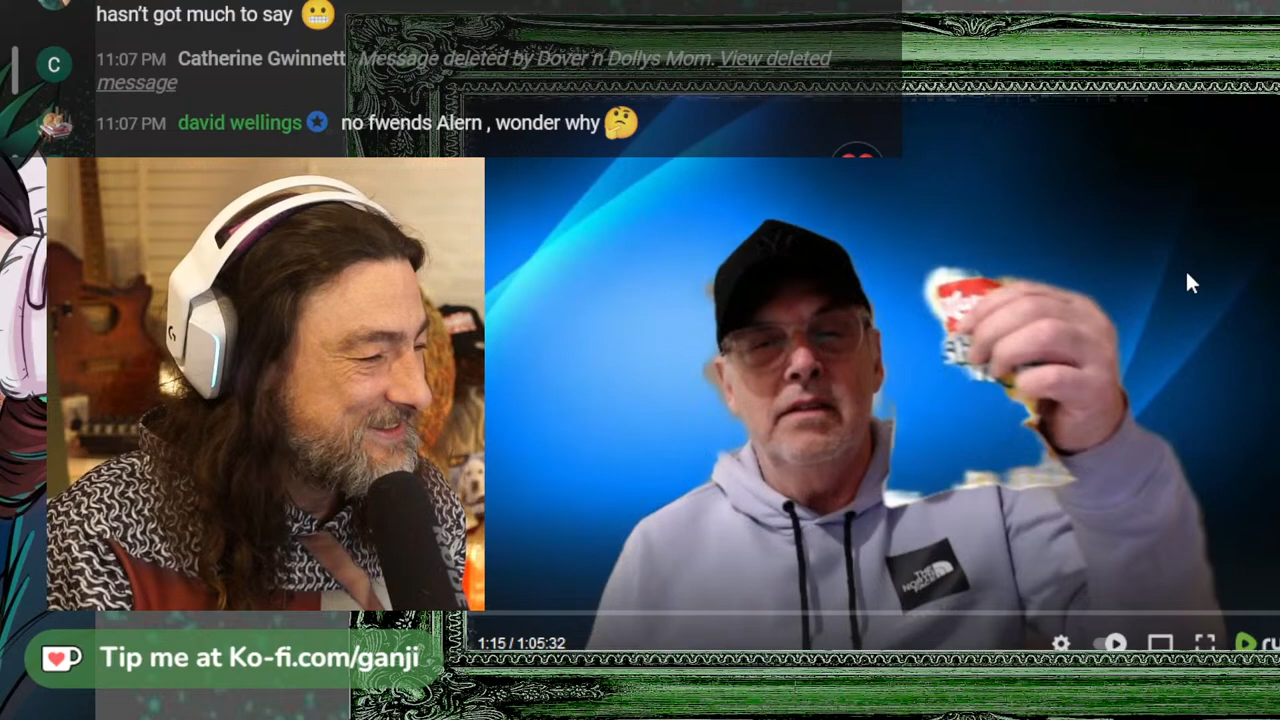 hasn't got much to say 😬
C 11:07 PM Catherine Gwinnett Message deleted by Dover n Dollys Mom. View deleted
message
11:07 PM david wellings no fwends Alern , wonder why 🤔
G
THE
NORTH
FACE
1:15 / 1:05:32
ru
Tip me at Ko-fi.com/ganji